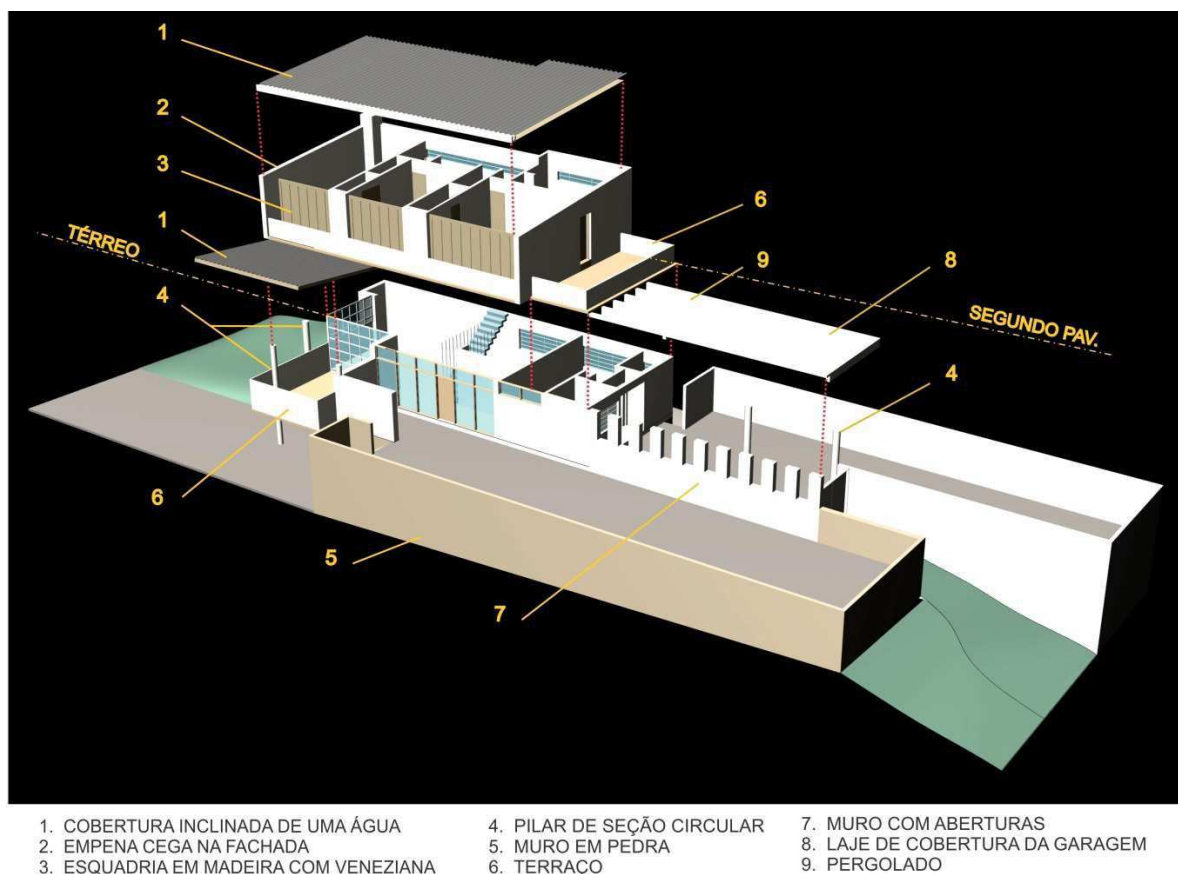 1
2
3
1
TÉRREO
4
6
5
7
6
9
8
SEGUNDO PAV.
4
1. COBERTURA INCLINADA DE UMA ÁGUA
2. EMPENA CEGA NA FACHADA
3. ESQUADRIA EM MADEIRA COM VENEZIANA
4. PILAR DE SEÇÃO CIRCULAR
5. MURO EM PEDRA
6. TERRAÇO
7. MURO COM ABERTURAS
8. LAJE DE COBERTURA DA GARAGEM
9. PERGOLADO